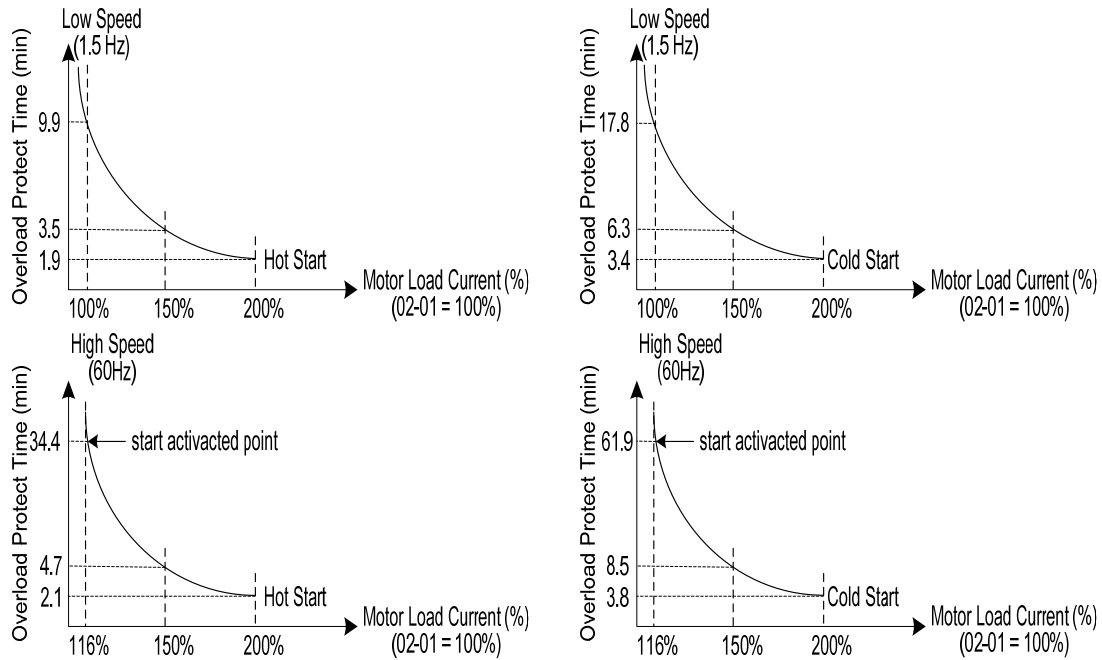 Low Speed
(1.5 Hz)
Overload Protect Time (min)
9.9
3.5
1.9
Hot Start
Motor Load Current (%)
(02-01 = 100%)
100%
150%
200%
Low Speed
(1.5 Hz)
Overload Protect Time (min)
17.8
6.3
3.4
Cold Start
Motor Load Current (%)
(02-01 = 100%)
100%
150%
200%
High Speed
(60Hz)
Overload Protect Time (min)
34.4
start activacted point
4.7
2.1
Hot Start
Motor Load Current (%)
(02-01 = 100%)
116%
150%
200%
High Speed
(60Hz)
Overload Protect Time (min)
61.9
start activacted point
8.5
3.8
Cold Start
Motor Load Current (%)
(02-01 = 100%)
116%
150%
200%